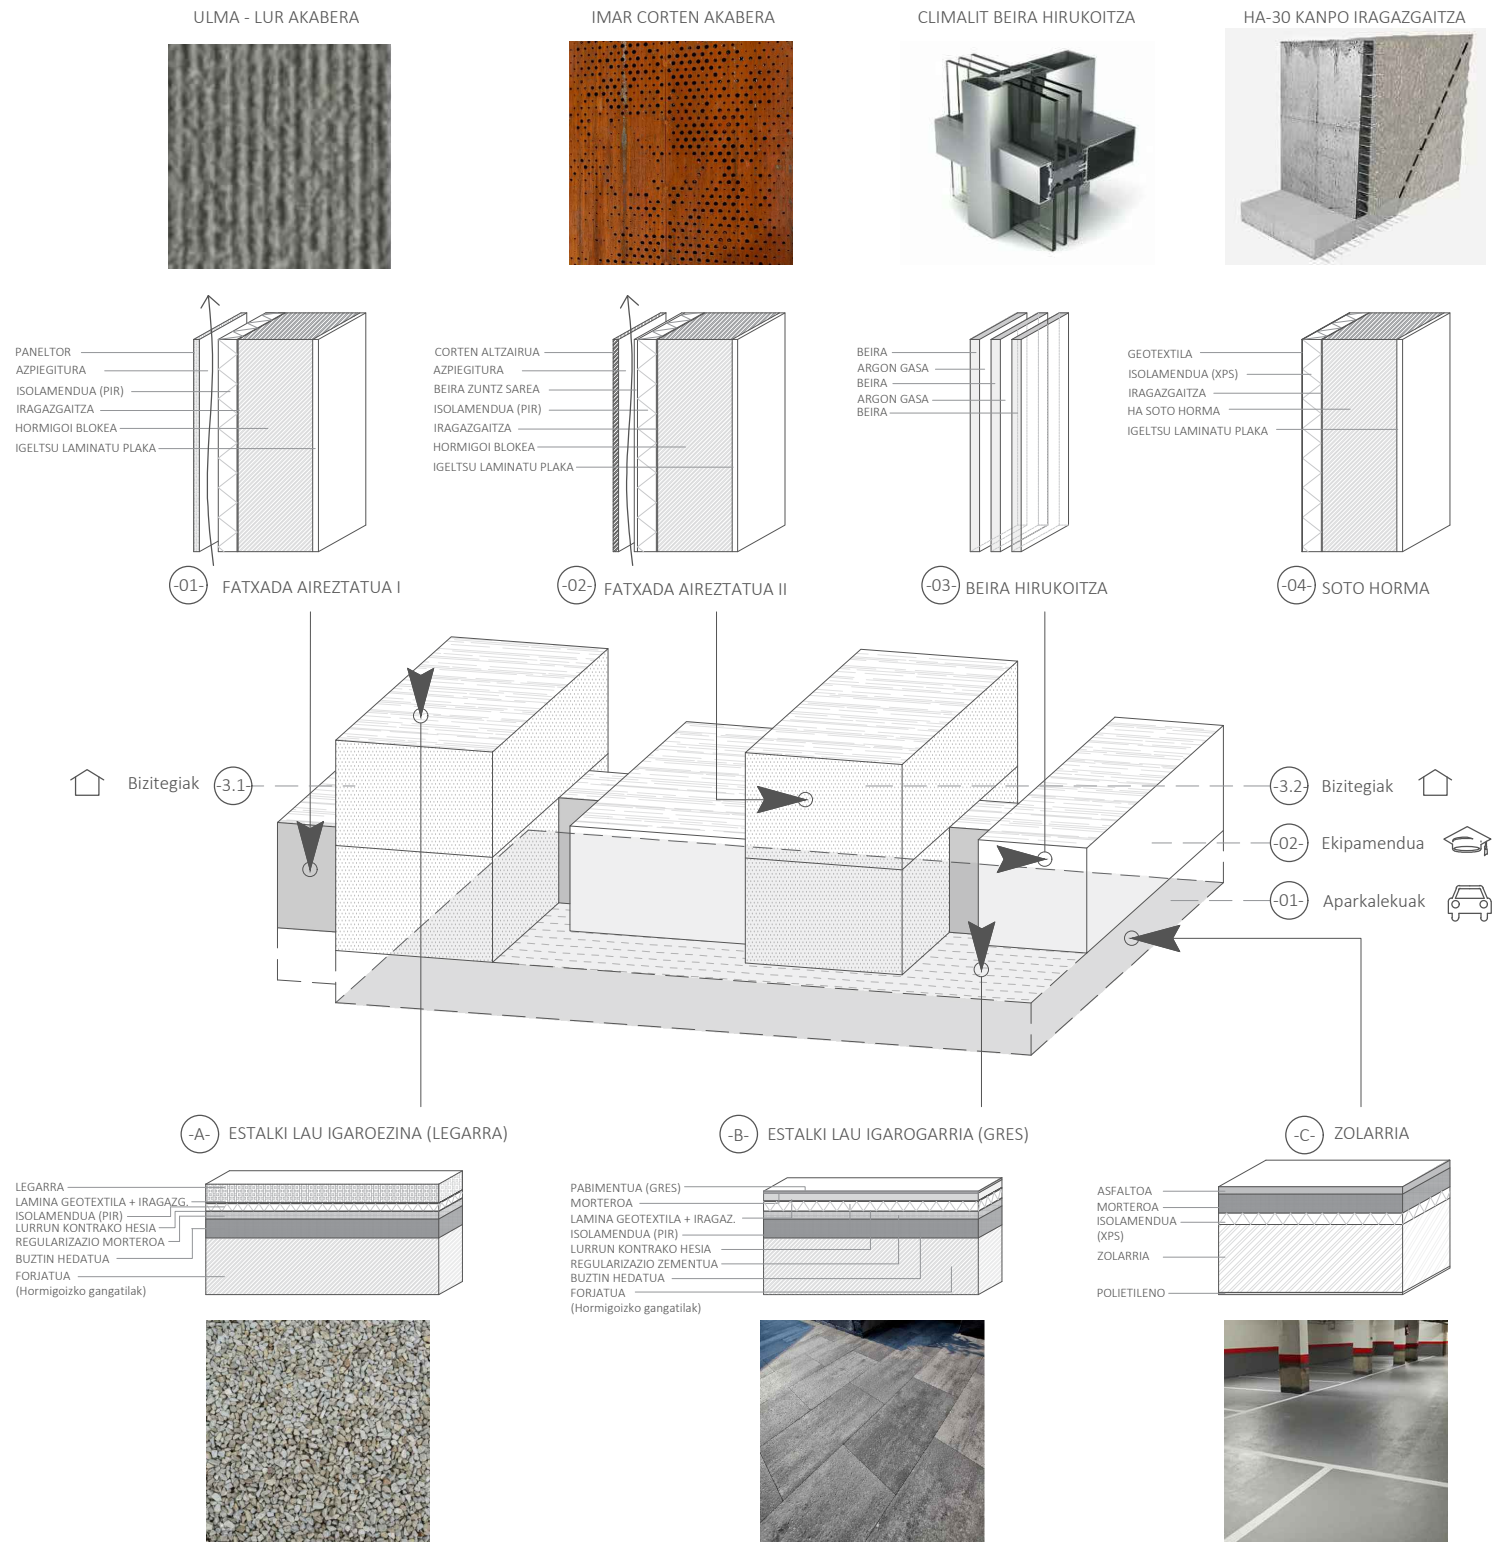 ULMA - LUR AKABERA
IMAR CORTEN AKABERA
CLIMALIT BEIRA HIRUKOITZA
HA-30 KANPO IRAGAZGAITZA
PANELTOR
AZPIEGITURA
ISOLAMENDUA (PIR)
IRAGAZGAITZA
HORMIGOI BLOKEA
IGELTSU LAMINATU PLAKA
CORTEN ALTZAIRUA
AZPIEGITURA
BEIRA ZUNTZ SAREA
ISOLAMENDUA (PIR)
IRAGAZGAITZA
HORMIGOI BLOKEA
IGELTSU LAMINATU PLAKA
BEIRA
ARGON GASA
BEIRA
ARGON GASA
BEIRA
GEOTEXTILA
ISOLAMENDUA (XPS)
IRAGAZGAITZA
HA SOTO HORMA
IGELTSU LAMINATU PLAKA
-01- FATXADA AIREZTATUA I
-02- FATXADA AIREZTATUA II
-03- BEIRA HIRUKOITZA
-04- SOTO HORMA
Bizitegiak -3.1-
-3.2- Bizitegiak
-02- Ekipamendua
-01- Aparkalekuak
-A- ESTALKI LAU IGAROEZINA (LEGARRA)
-B- ESTALKI LAU IGAROGARRIA (GRES)
-C- ZOLARRIA
LEGARRA
LAMINA GEOTEXTILA + IRAGAZG.
ISOLAMENDUA (PIR)
LURRUN KONTRAKO HESIA
REGULARIZAZIO MORTEROA
BUZTIN HEDATUA
FORJATUA
(Hormigoizko gangatilak)
PABIMENTUA (GRES)
MORTEROA
LAMINA GEOTEXTILA + IRAGAZ.
ISOLAMENDUA (PIR)
LURRUN KONTRAKO HESIA
REGULARIZAZIO ZEMENTUA
BUZTIN HEDATUA
FORJATUA
(Hormigoizko gangatilak)
ASFALTOA
MORTEROA
ISOLAMENDUA
(XPS)
ZOLARRIA
POLIETILENO